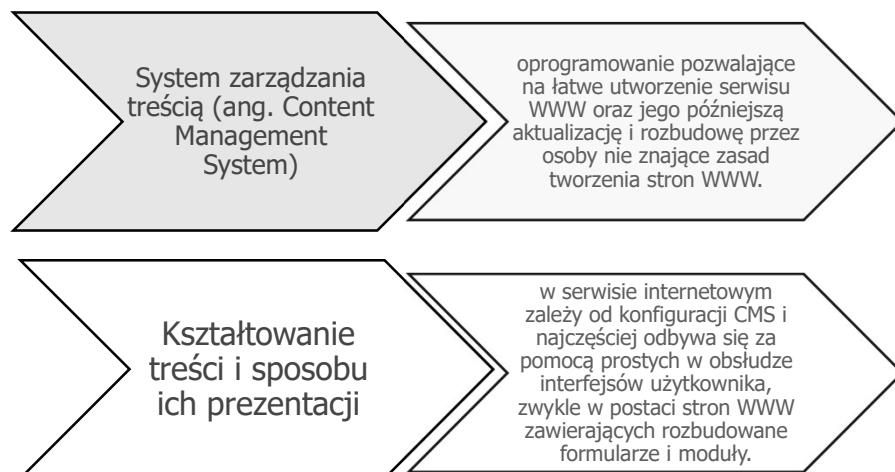 System zarządzania
treścią (ang. Content
Management
System)
oprogramowanie pozwalające
na łatwe utworzenie serwisu
WWW oraz jego późniejszą
aktualizację i rozbudowę przez
osoby nie znające zasad
tworzenia stron WWW.
Kształtowanie
treści i sposobu
ich prezentacji
w serwisie internetowym
zależy od konfiguracji CMS i
najczęściej odbywa się za
pomocą prostych w obsłudze
interfejsów użytkownika,
zwykle w postaci stron WWW
zawierających rozbudowane
formularze i moduły.